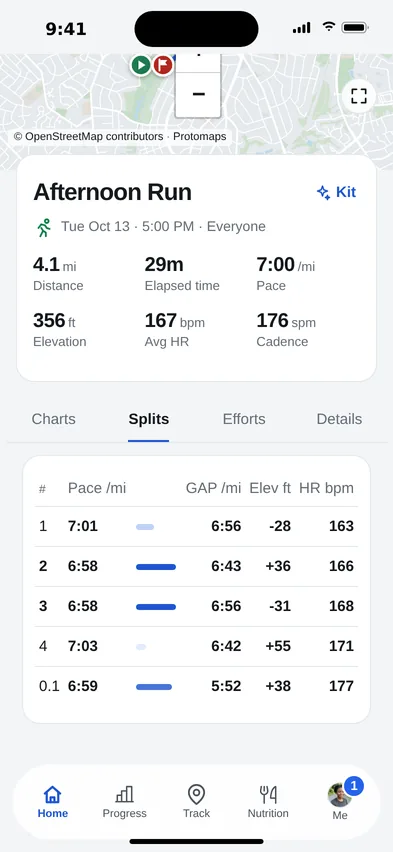 9:41
© OpenStreetMap contributors · Protomaps
Afternoon Run
Kit
Tue Oct 13 · 5:00 PM · Everyone
4.1 mi 29m 7:00 /mi
Distance Elapsed time Pace
356 ft 167 bpm 176 spm
Elevation Avg HR Cadence
Charts Splits Efforts Details
# Pace /mi GAP /mi Elev ft HR bpm
1 7:01 6:56 -28 163
2 6:58 6:43 +36 166
3 6:58 6:56 -31 168
4 7:03 6:42 +55 171
0.1 6:59 5:52 +38 177
1
Home Progress Track Nutrition Me